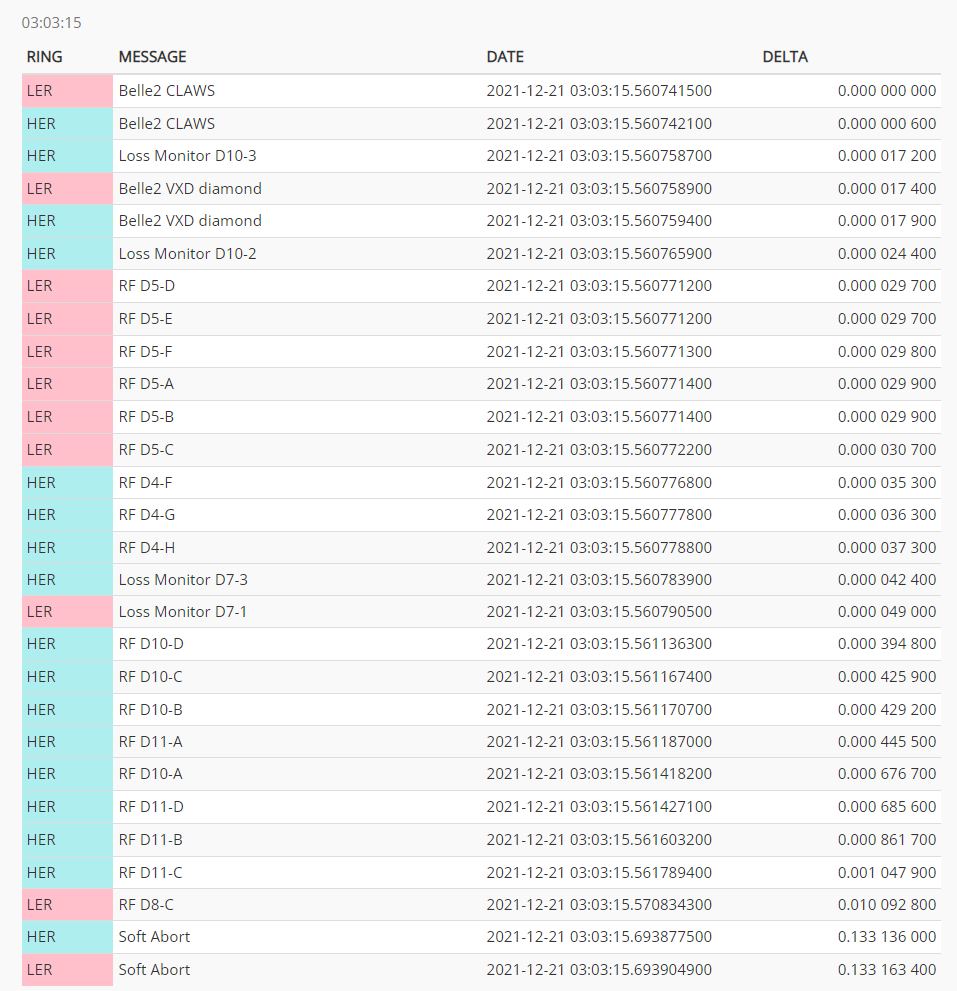 03:03:15
RING MESSAGE DATE DELTA
LER Belle2 CLAWS 2021-12-21 03:03:15.560741500 0.000 000 000
HER Belle2 CLAWS 2021-12-21 03:03:15.560742100 0.000 000 600
HER Loss Monitor D10-3 2021-12-21 03:03:15.560758700 0.000 017 200
LER Belle2 VXD diamond 2021-12-21 03:03:15.560758900 0.000 017 400
HER Belle2 VXD diamond 2021-12-21 03:03:15.560759400 0.000 017 900
HER Loss Monitor D10-2 2021-12-21 03:03:15.560765900 0.000 024 400
LER RF D5-D 2021-12-21 03:03:15.560771200 0.000 029 700
LER RF D5-E 2021-12-21 03:03:15.560771200 0.000 029 700
LER RF D5-F 2021-12-21 03:03:15.560771300 0.000 029 800
LER RF D5-A 2021-12-21 03:03:15.560771400 0.000 029 900
LER RF D5-B 2021-12-21 03:03:15.560771400 0.000 029 900
LER RF D5-C 2021-12-21 03:03:15.560772200 0.000 030 700
HER RF D4-F 2021-12-21 03:03:15.560776800 0.000 035 300
HER RF D4-G 2021-12-21 03:03:15.560777800 0.000 036 300
HER RF D4-H 2021-12-21 03:03:15.560778800 0.000 037 300
HER Loss Monitor D7-3 2021-12-21 03:03:15.560783900 0.000 042 400
LER Loss Monitor D7-1 2021-12-21 03:03:15.560790500 0.000 049 000
HER RF D10-D 2021-12-21 03:03:15.561136300 0.000 394 800
HER RF D10-C 2021-12-21 03:03:15.561167400 0.000 425 900
HER RF D10-B 2021-12-21 03:03:15.561170700 0.000 429 200
HER RF D11-A 2021-12-21 03:03:15.561187000 0.000 445 500
HER RF D10-A 2021-12-21 03:03:15.561418200 0.000 676 700
HER RF D11-D 2021-12-21 03:03:15.561427100 0.000 685 600
HER RF D11-B 2021-12-21 03:03:15.561603200 0.000 861 700
HER RF D11-C 2021-12-21 03:03:15.561789400 0.001 047 900
LER RF D8-C 2021-12-21 03:03:15.570834300 0.010 092 800
HER Soft Abort 2021-12-21 03:03:15.693877500 0.133 136 000
LER Soft Abort 2021-12-21 03:03:15.693904900 0.133 163 400